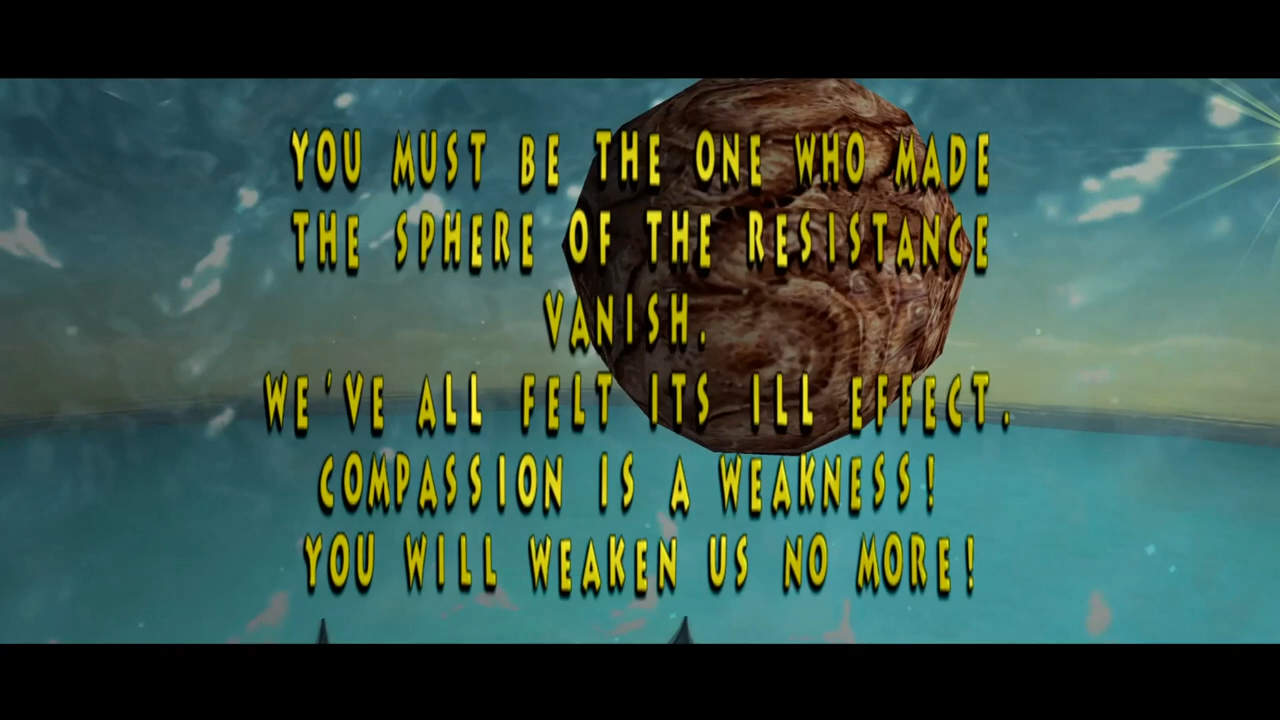 YOU MUST BE THE ONE WHO MADE
THE SPHERE OF THE RESISTANCE
VANISH.
WE'VE ALL FELT ITS ILL EFFECT.
COMPASSION IS A WEAKNESS!
YOU WILL WEAKEN US NO MORE!